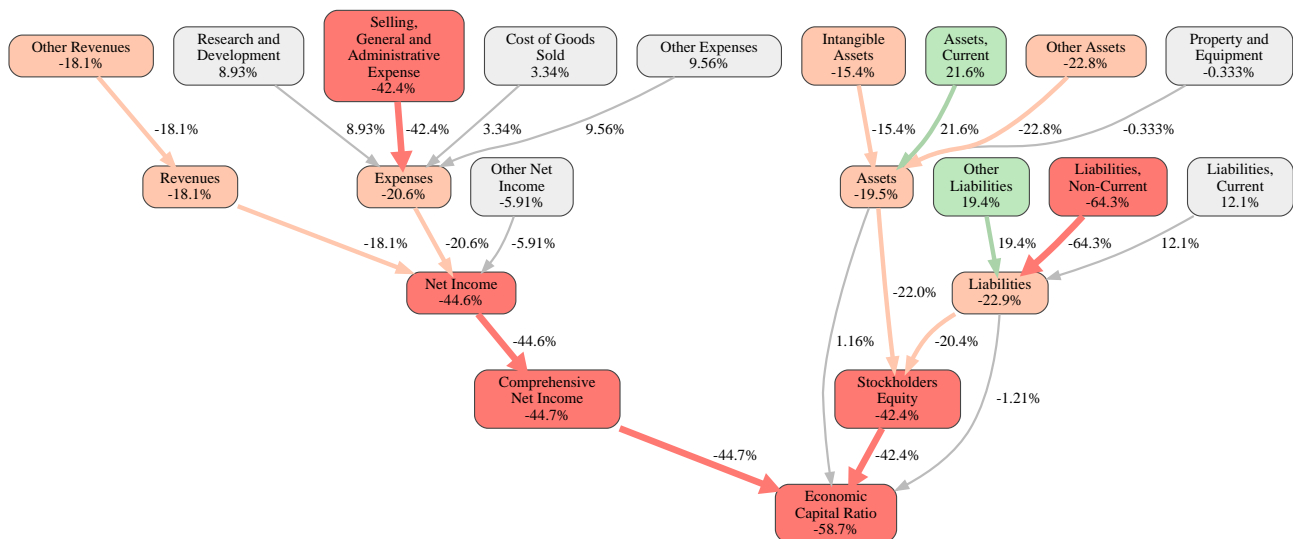 Other Revenues
-18.1%
Research and
Development
8.93%
Selling,
General and
Administrative
Expense
-42.4%
Cost of Goods
Sold
3.34%
Other Expenses
9.56%
Intangible
Assets
-15.4%
Assets,
Current
21.6%
Other Assets
-22.8%
Property and
Equipment
-0.333%
-18.1%
8.93%
-42.4%
3.34%
9.56%
-15.4%
21.6%
-22.8%
-0.333%
Revenues
-18.1%
Expenses
-20.6%
Other Net
Income
-5.91%
Assets
-19.5%
Other
Liabilities
19.4%
Liabilities,
Non-Current
-64.3%
Liabilities,
Current
12.1%
-18.1%
-20.6%
-5.91%
19.4%
-64.3%
12.1%
Net Income
-44.6%
-22.0%
Liabilities
-22.9%
-44.6%
1.16%
-20.4%
Comprehensive
Net Income
-44.7%
Stockholders
Equity
-42.4%
-1.21%
-44.7%
-42.4%
Economic
Capital Ratio
-58.7%